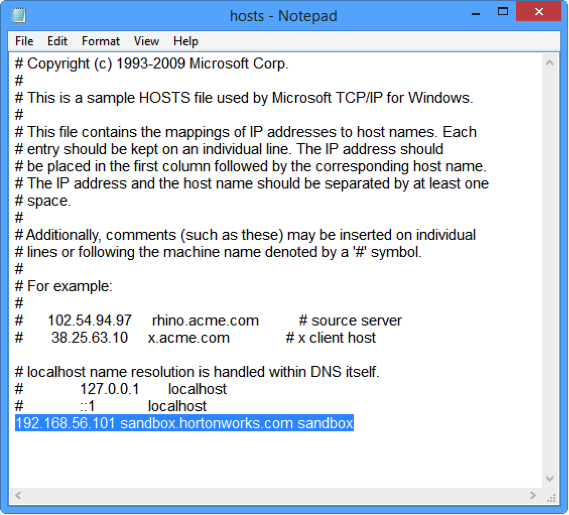 hosts - Notepad
File Edit Format View Help
# Copyright (c) 1993-2009 Microsoft Corp.
#
# This is a sample HOSTS file used by Microsoft TCP/IP for Windows.
#
# This file contains the mappings of IP addresses to host names. Each
# entry should be kept on an individual line. The IP address should
# be placed in the first column followed by the corresponding host name.
# The IP address and the host name should be separated by at least one
# space.
#
# Additionally, comments (such as these) may be inserted on individual
# lines or following the machine name denoted by a '#' symbol.
#
# For example:
#
# 102.54.94.97 rhino.acme.com # source server
# 38.25.63.10 x.acme.com # x client host
# localhost name resolution is handled within DNS itself.
# 127.0.0.1 localhost
# ::1 localhost
192.168.56.101 sandbox.hortonworks.com sandbox